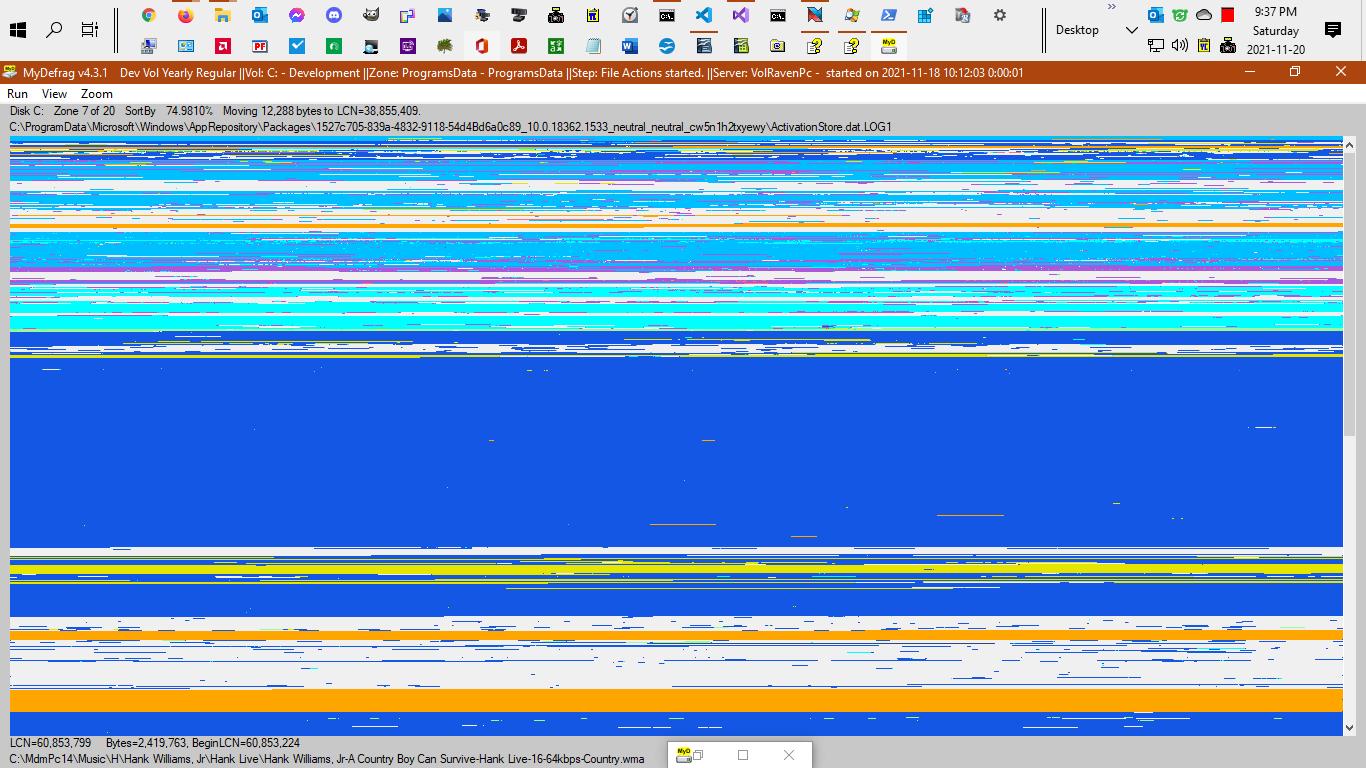 9:37 PM
Desktop
Saturday
2021-11-20
MyDefrag v4.3.1 Dev Vol Yearly Regular ||Vol: C: - Development ||Zone: ProgramsData - ProgramsData ||Step: File Actions started. ||Server: VolRavenPc - started on 2021-11-18 10:12:03 0:00:01
Run View Zoom
Disk C: Zone 7 of 20 SortBy 74.9810% Moving 12,288 bytes to LCN=38,855,409.
C:\ProgramData\Microsoft\Windows\AppRepository\Packages\1527c705-839a-4832-9118-54d4Bd6a0c89_10.0.18362.1533_neutral_neutral_cw5n1h2txyewy\ActivationStore.dat.LOG1
LCN=60,853,799 Bytes=2,419,763, BeginLCN=60,853,224
C:\MdmPc14\Music\H\Hank Williams, Jr\Hank Live\Hank Williams, Jr-A Country Boy Can Survive-Hank Live-16-64kbps-Country.wma
MyD